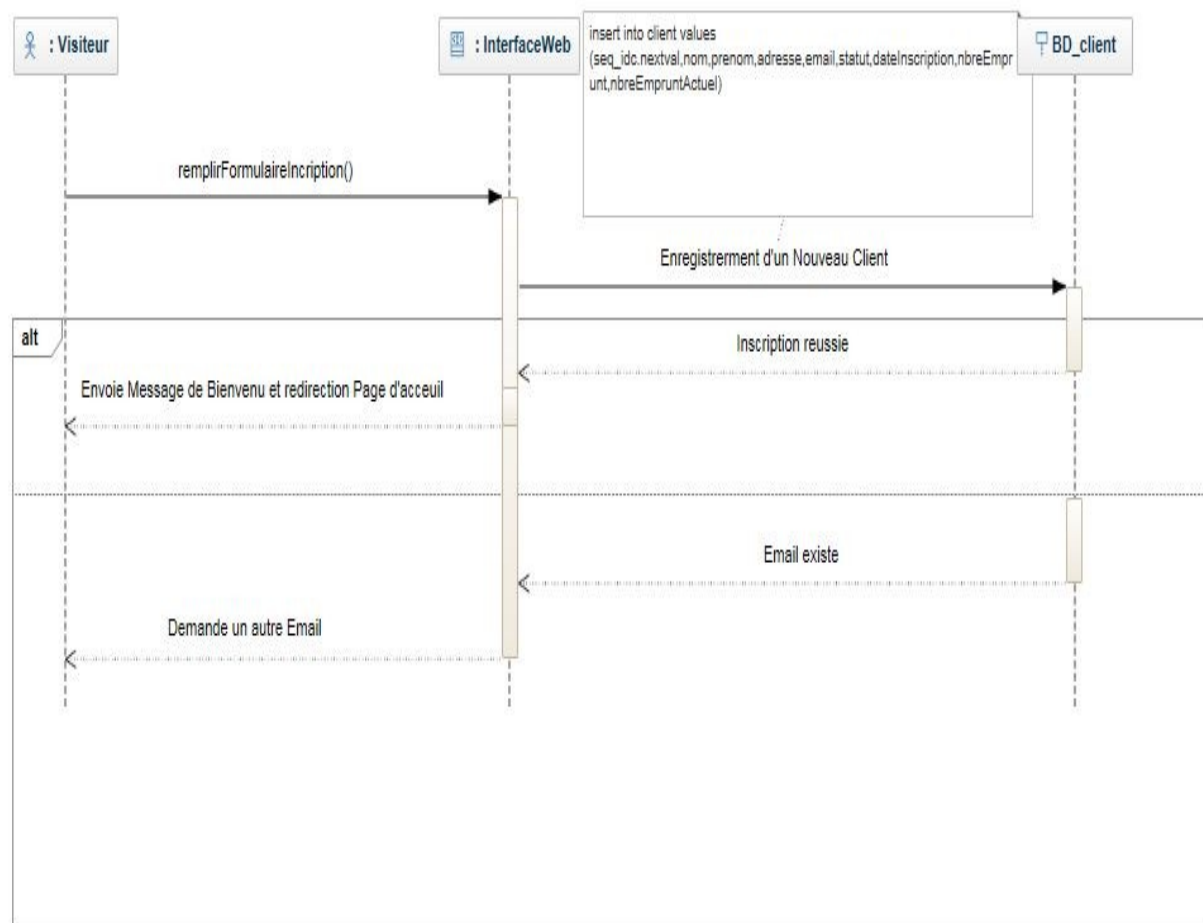 : Visiteur
: InterfaceWeb
insert into client values
(seq_idc.nextval,nom,prenom,adresse,email,statut,dateInscription,nbreEmpr
unt,nbreEmpruntActuel)
BD_client
remplirFormulaireIncription()
Enregistrerment d'un Nouveau Client
alt
Inscription reussie
Envoie Message de Bienvenu et redirection Page d'acceuil
Email existe
Demande un autre Email